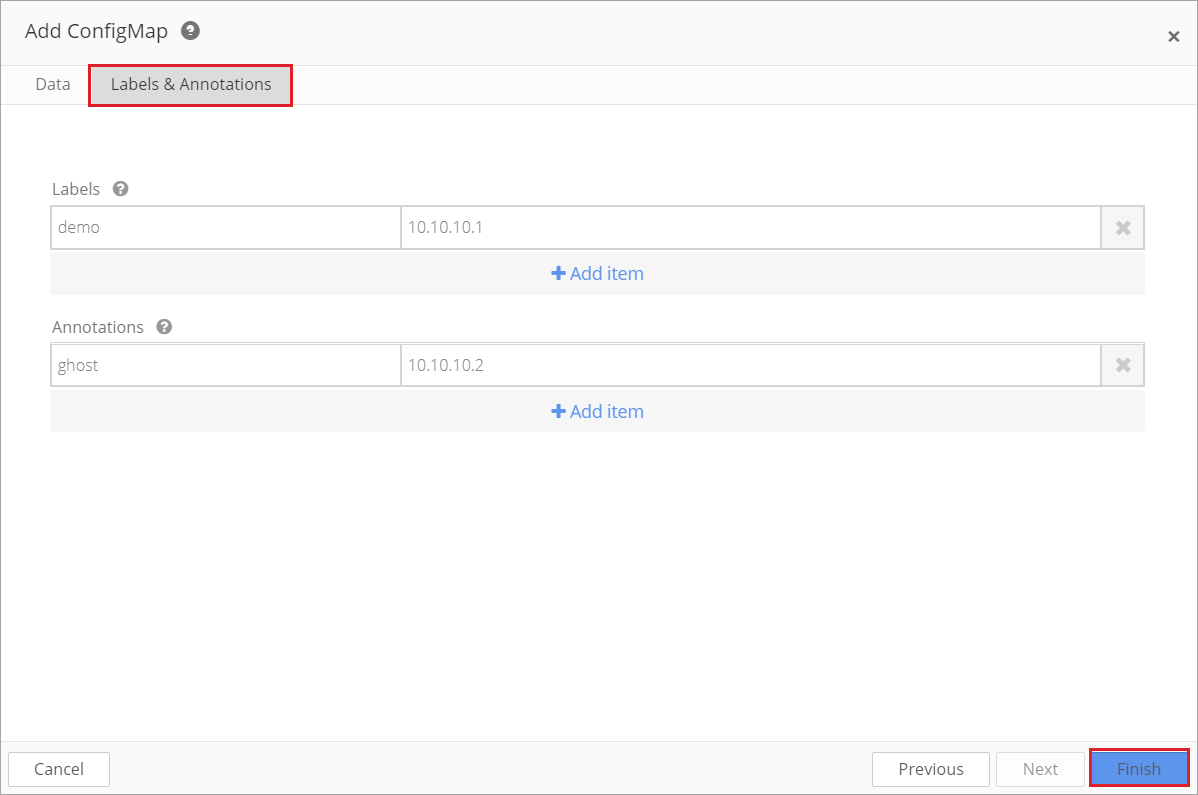 Add ConfigMap ?
×
Data Labels & Annotations
Labels ?
demo 10.10.10.1
Add item
Annotations ?
ghost 10.10.10.2
Add item
Cancel Previous Next Finish